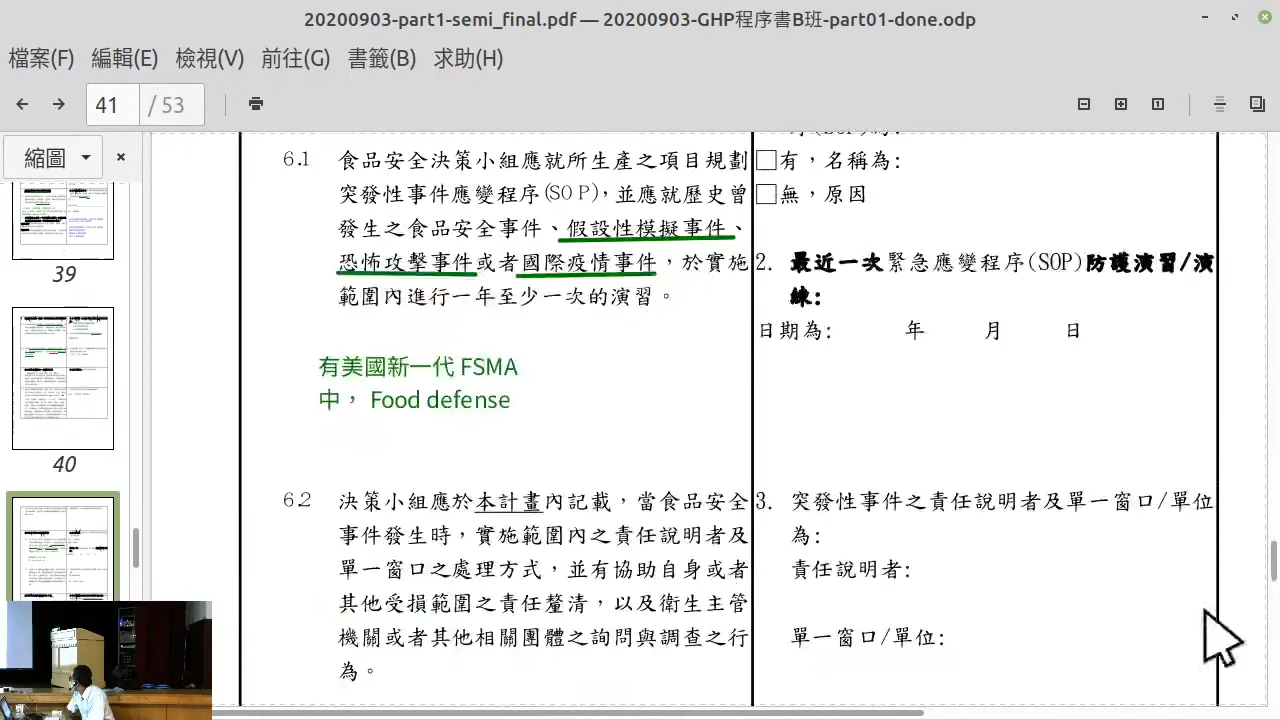 20200903-part1-semi_final.pdf — 20200903-GHP程序書B班-part01-done.odp
檔案(F) 編輯(E) 檢視(V) 前往(G) 書籤(B) 求助(H)
41 / 53
縮圖
39
40
6.1 食品安全決策小組應就所生產之項目規劃
突發性事件應變程序(SOP),並應就歷史曾
發生之食品安全事件、假設性模擬事件、
恐怖攻擊事件或者國際疫情事件,於實施
範圍內進行一年至少一次的演習。
有美國新一代 FSMA
中, Food defense
6.2 決策小組應於本計畫內記載,當食品安全
事件發生時,實施範圍內之責任說明者及
單一窗口之處理方式,並有協助自身或者
其他受損範圍之責任釐清,以及衛生主管
機關或者其他相關團體之詢問與調查之行
為。
□有,名稱為:
□無,原因
2. 最近一次緊急應變程序(SOP)防護演習/演
練:
日期為: 年 月 日
3. 突發性事件之責任說明者及單一窗口/單位
為:
責任說明者:
單一窗口/單位: